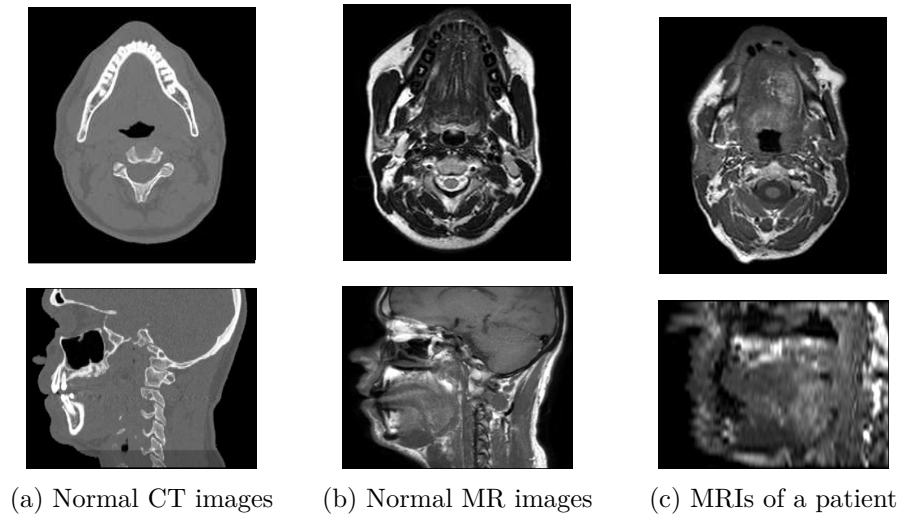 (a) Normal CT images
(b) Normal MR images
(c) MRIs of a patient